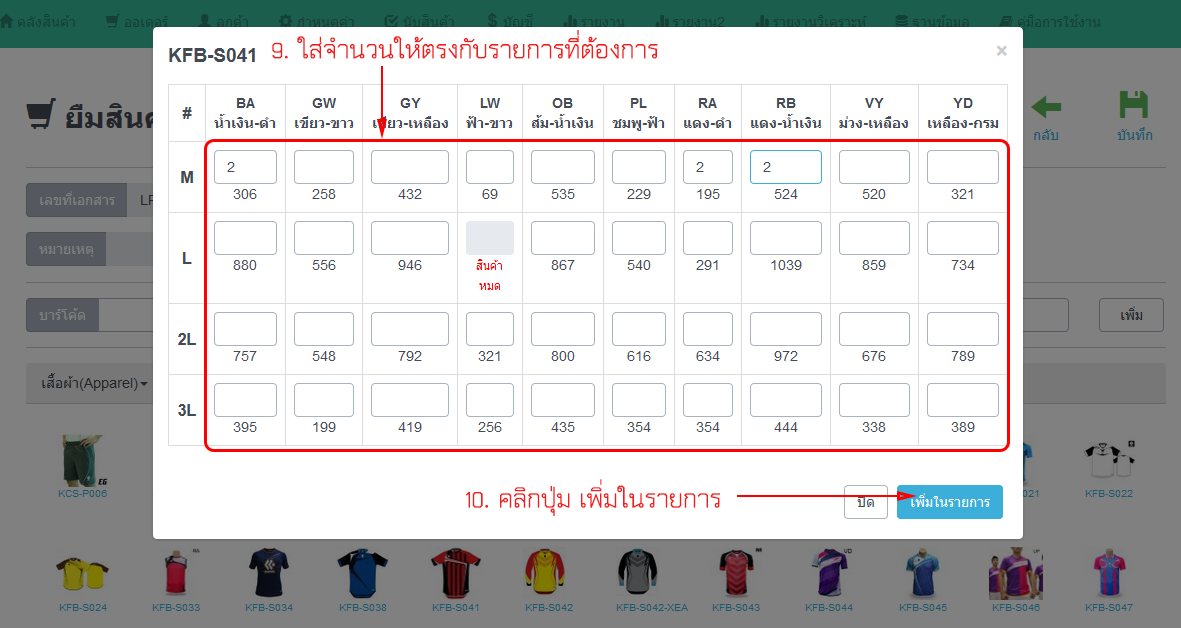 คลังสินค้า ออเดอร์ ลูกค้า กำหนดค่า นับสินค้า บัญชี รายงาน รายงาน2 รายงานวิเคราะห์ ฐานข้อมูล คู่มือการใช้งาน
KFB-S041 9. ใส่จำนวนให้ตรงกับรายการที่ต้องการ ×
# BA GW GY LW OB PL RA RB VY YD
น้ำเงิน-ดำ เขียว-ขาว เขียว-เหลือง ฟ้า-ขาว ส้ม-น้ำเงิน ชมพู-ฟ้า แดง-ดำ แดง-น้ำเงิน ม่วง-เหลือง เหลือง-กรม
ยืมสินค
กลับ บันทึก
M 2 2 2
306 258 432 69 535 229 195 524 520 321
เลขที่เอกสาร
หมายเหตุ
L
880 556 946 สินค้า 867 540 291 1039 859 734
หมด
บาร์โค้ด เพิ่ม
2L
757 548 792 321 800 616 634 972 676 789
เสื้อผ้า(Apparel)
3L
395 199 419 256 435 354 354 444 338 389
KCS-P006 021 KFB-S022
10. คลิกปุ่ม เพิ่มในรายการ ปิด เพิ่มในรายการ
KFB-S024 KFB-S033 KFB-S034 KFB-S038 KFB-S041 KFB-S042 KFB-S042-XEA KFB-S043 KFB-S044 KFB-S045 KFB-S046 KFB-S047